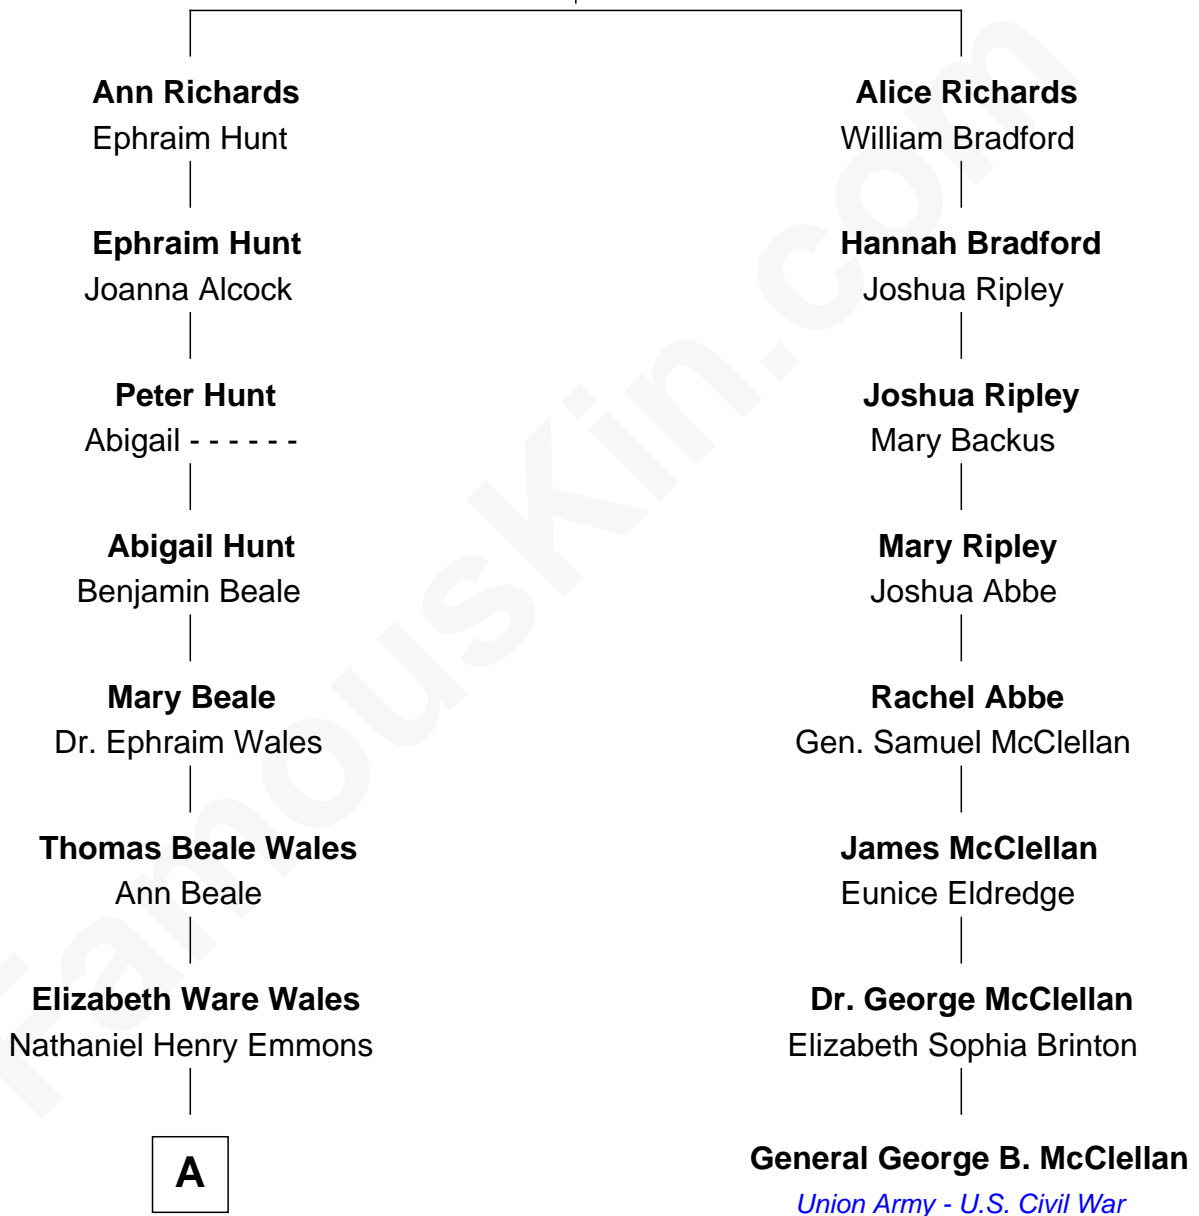 Ann Richards
Ephraim Hunt
Ephraim Hunt
Joanna Alcock
Peter Hunt
Abigail - - - - - -
Abigail Hunt
Benjamin Beale
Mary Beale
Dr. Ephraim Wales
Thomas Beale Wales
Ann Beale
Elizabeth Ware Wales
Nathaniel Henry Emmons
A
Alice Richards
William Bradford
Hannah Bradford
Joshua Ripley
Joshua Ripley
Mary Backus
Mary Ripley
Joshua Abbe
Rachel Abbe
Gen. Samuel McClellan
James McClellan
Eunice Eldredge
Dr. George McClellan
Elizabeth Sophia Brinton
General George B. McClellan
Union Army - U.S. Civil War
FamousKin.com